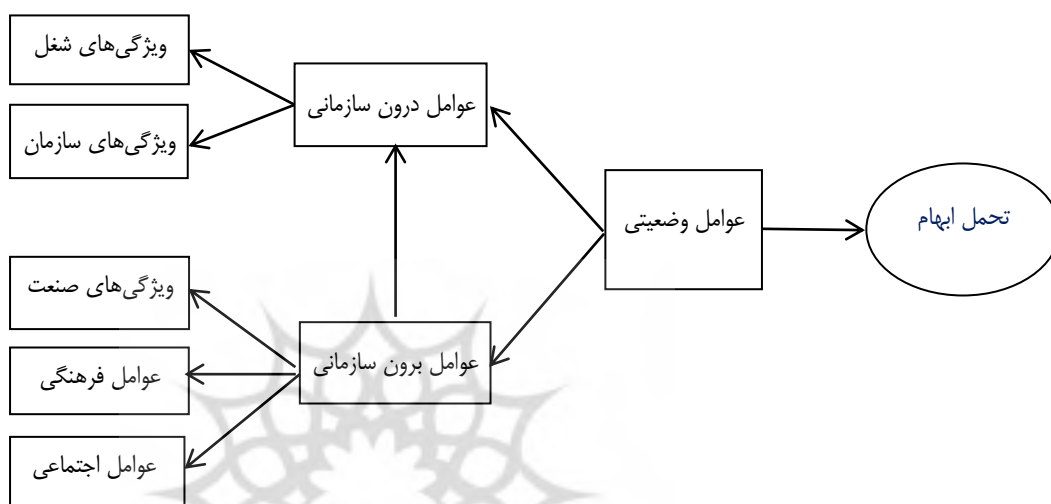 ویژگی‌های شغل
عوامل درون سازمانی
ویژگی‌های سازمان
عوامل وضعیتی
تحمل ابهام
ویژگی‌های صنعت
عوامل برون سازمانی
عوامل فرهنگی
عوامل اجتماعی